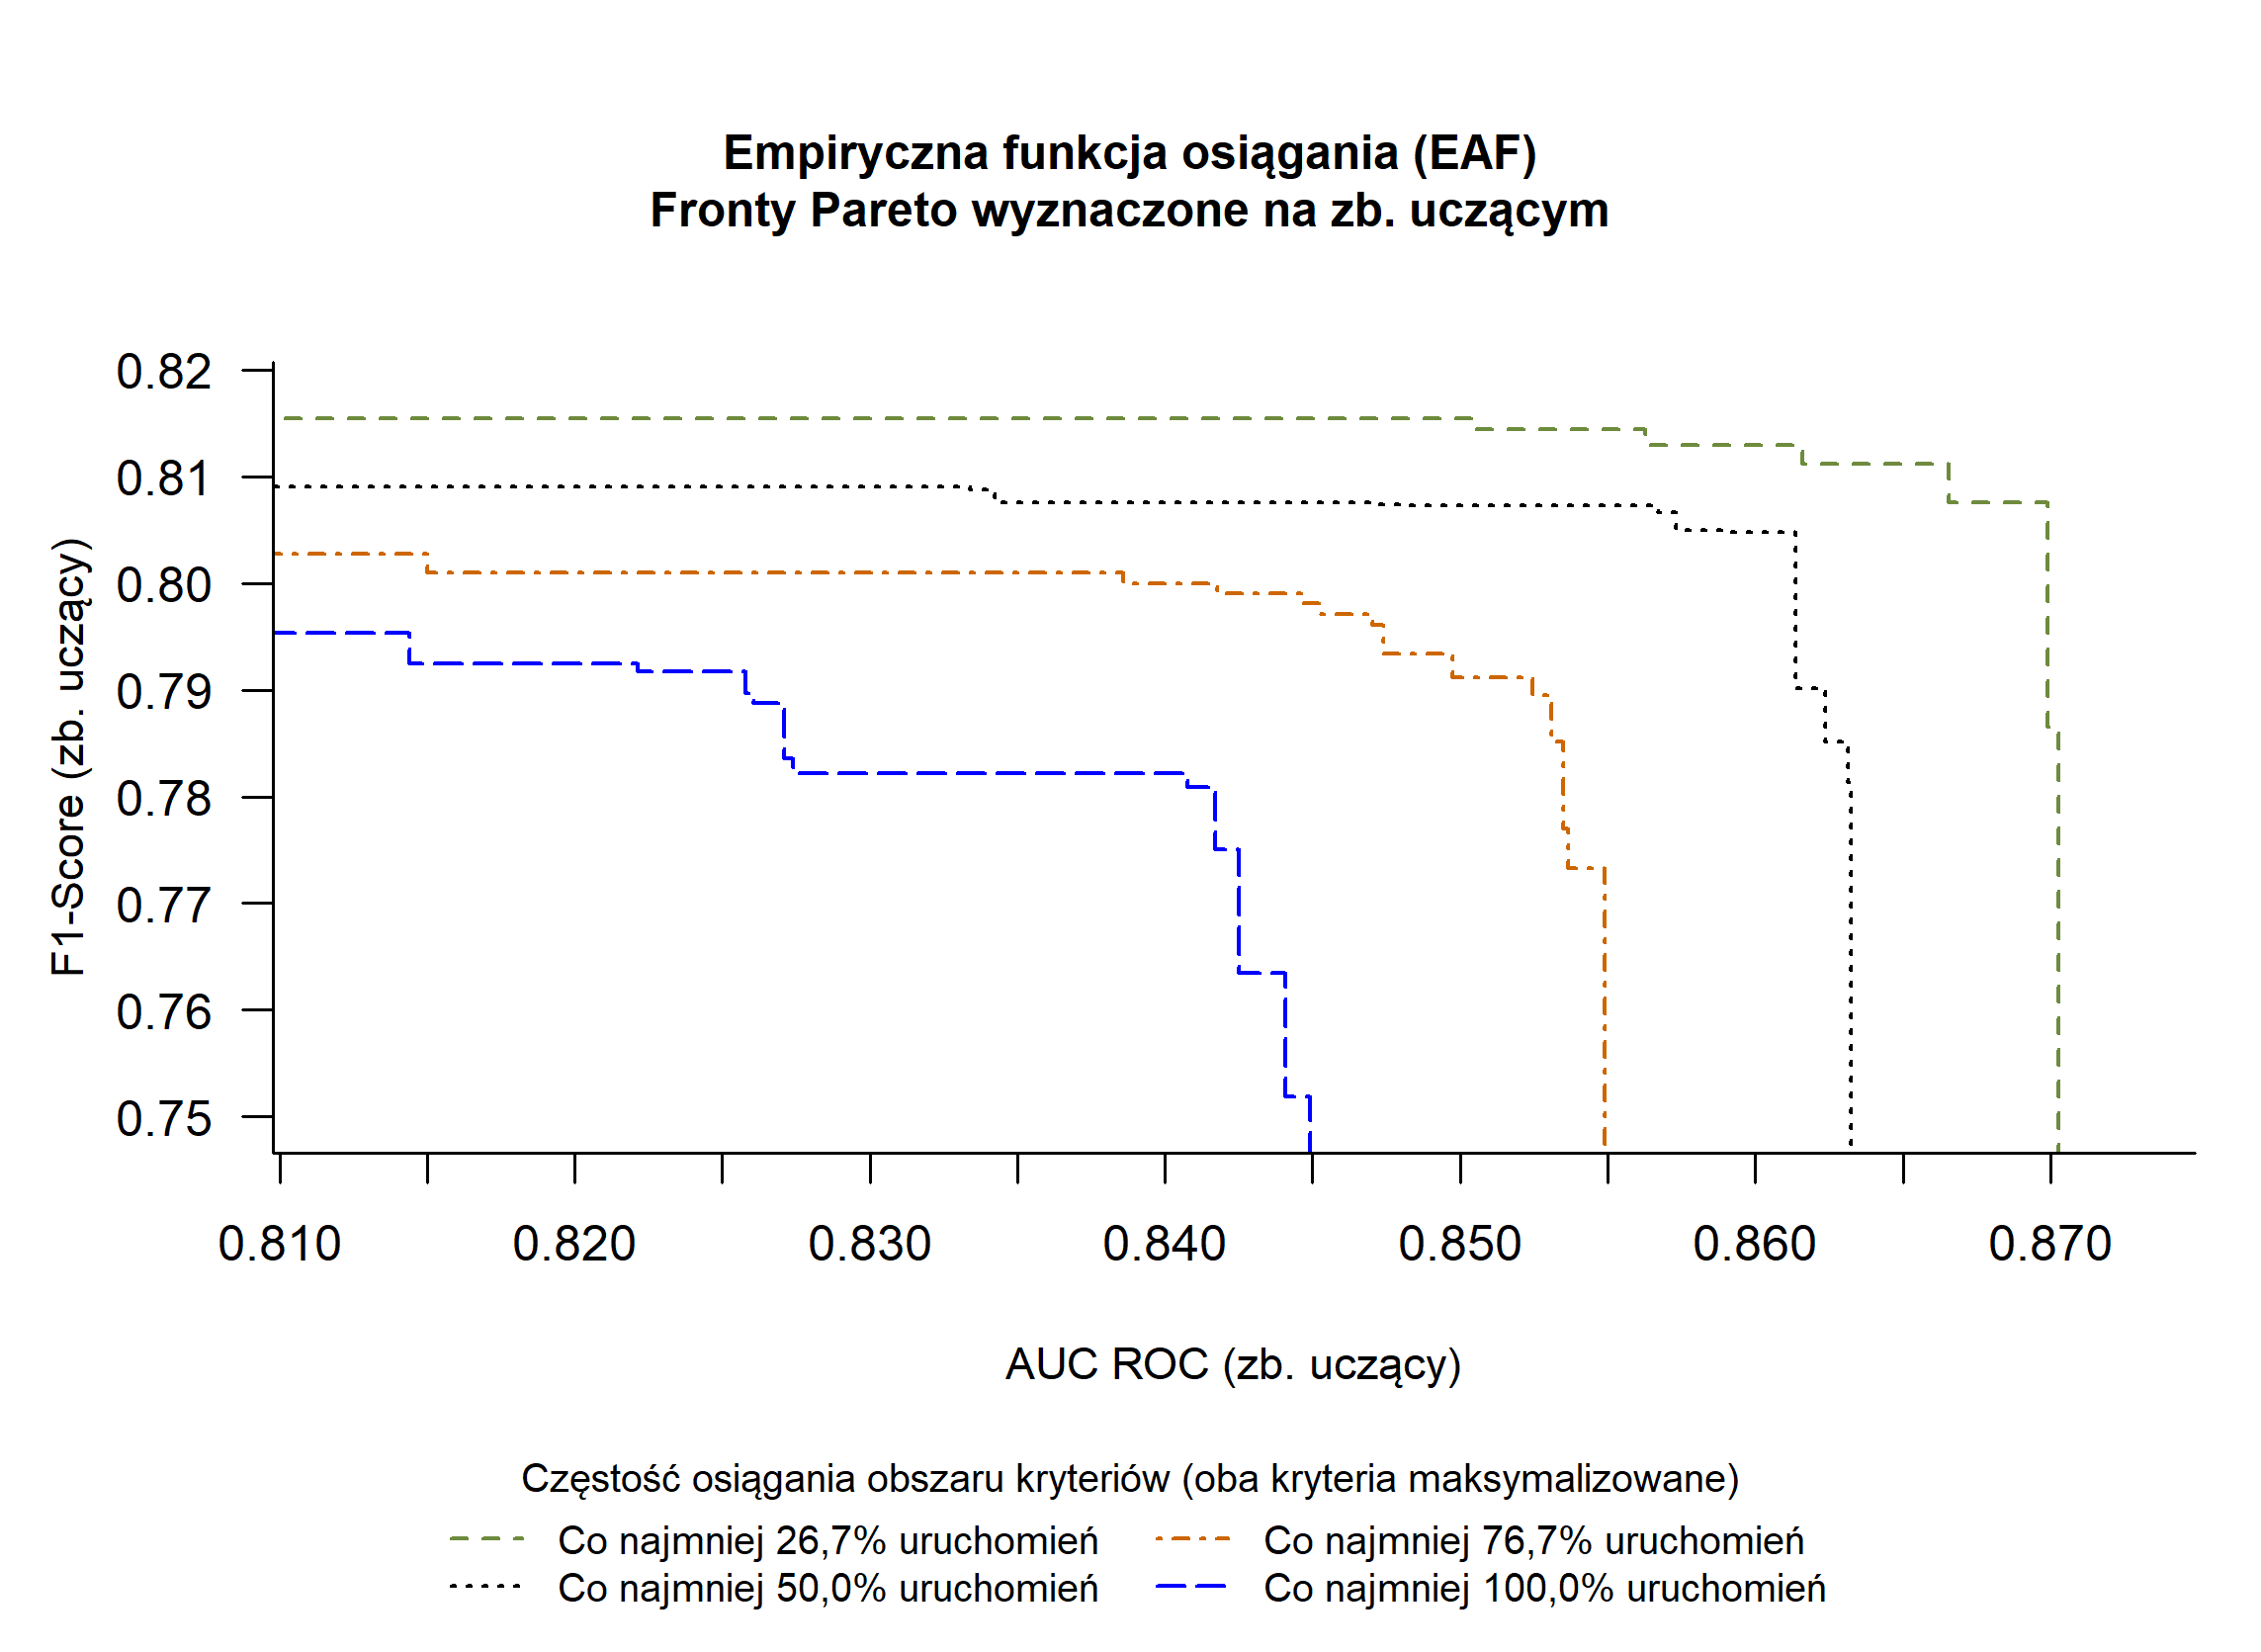 Empiryczna funkcja osiągania (EAF)
Fronty Pareto wyznaczone na zb. uczącym
F1-Score (zb. uczący)
0.82
0.81
0.80
0.79
0.78
0.77
0.76
0.75
0.810 0.820 0.830 0.840 0.850 0.860 0.870
AUC ROC (zb. uczący)
Częstość osiągania obszaru kryteriów (oba kryteria maksymalizowane)
Co najmniej 26,7% uruchomień Co najmniej 76,7% uruchomień
Co najmniej 50,0% uruchomień Co najmniej 100,0% uruchomień